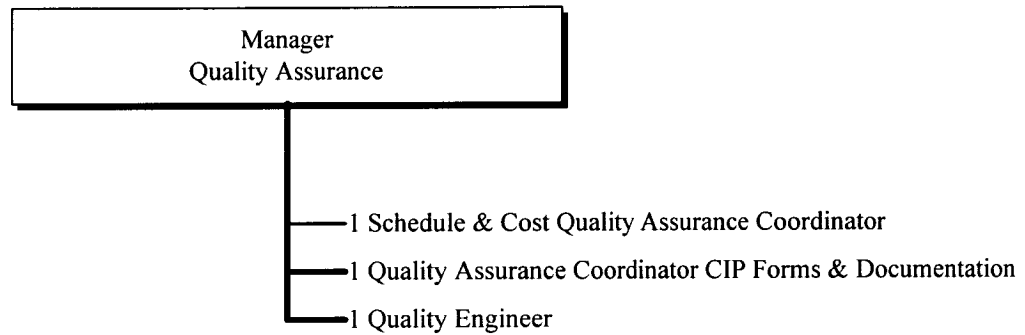 Manager
Quality Assurance
1 Schedule & Cost Quality Assurance Coordinator
1 Quality Assurance Coordinator CIP Forms & Documentation
1 Quality Engineer